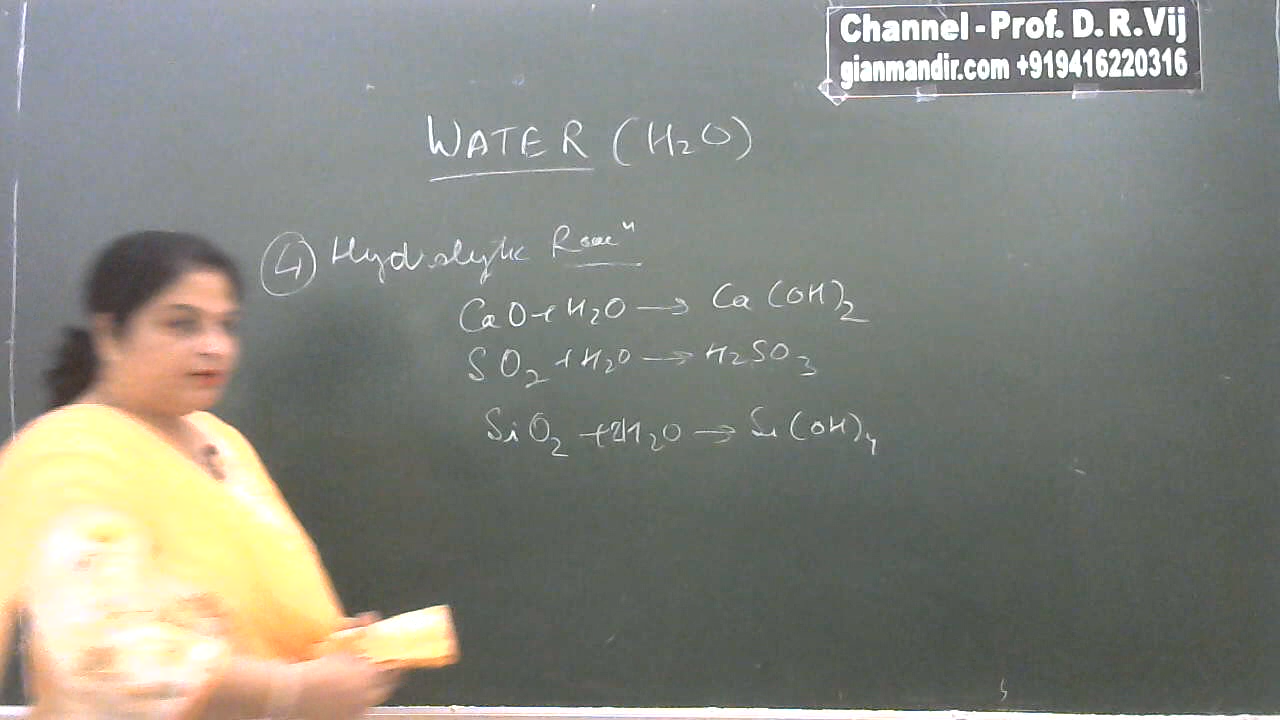 Channel - Prof. D. R. Vij
gianmandir.com +919416220316
WATER (H2O)
4 Hydrolytic Reacn
CaO + H2O → Ca(OH)2
SO2 + H2O → H2SO3
SiO2 + 2H2O → Si(OH)4